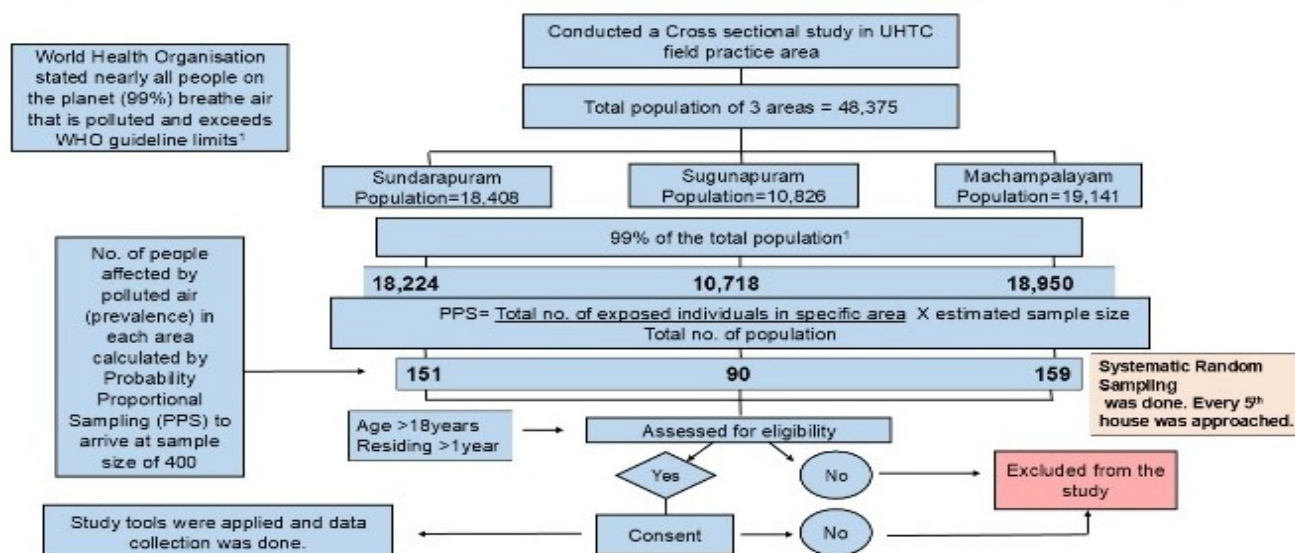 Conducted a Cross sectional study in UHTC
field practice area
World Health Organisation
stated nearly all people on
the planet (99%) breathe air
that is polluted and exceeds
WHO guideline limits¹
Total population of 3 areas = 48,375
Sundarapuram
Population=18,408
Sugunapuram
Population=10,826
Machampalayam
Population=19,141
99% of the total population¹
18,224 10,718 18,950
PPS= Total no. of exposed individuals in specific area X estimated sample size
Total no. of population
No. of people
affected by
polluted air
(prevalence) in
each area
calculated by
Probability
Proportional
Sampling (PPS) to
arrive at sample
size of 400
151 90 159
Systematic Random
Sampling
was done. Every 5th
house was approached.
Age >18years
Residing >1year
Assessed for eligibility
Yes
No
Excluded from the
study
Study tools were applied and data
collection was done.
Consent
No